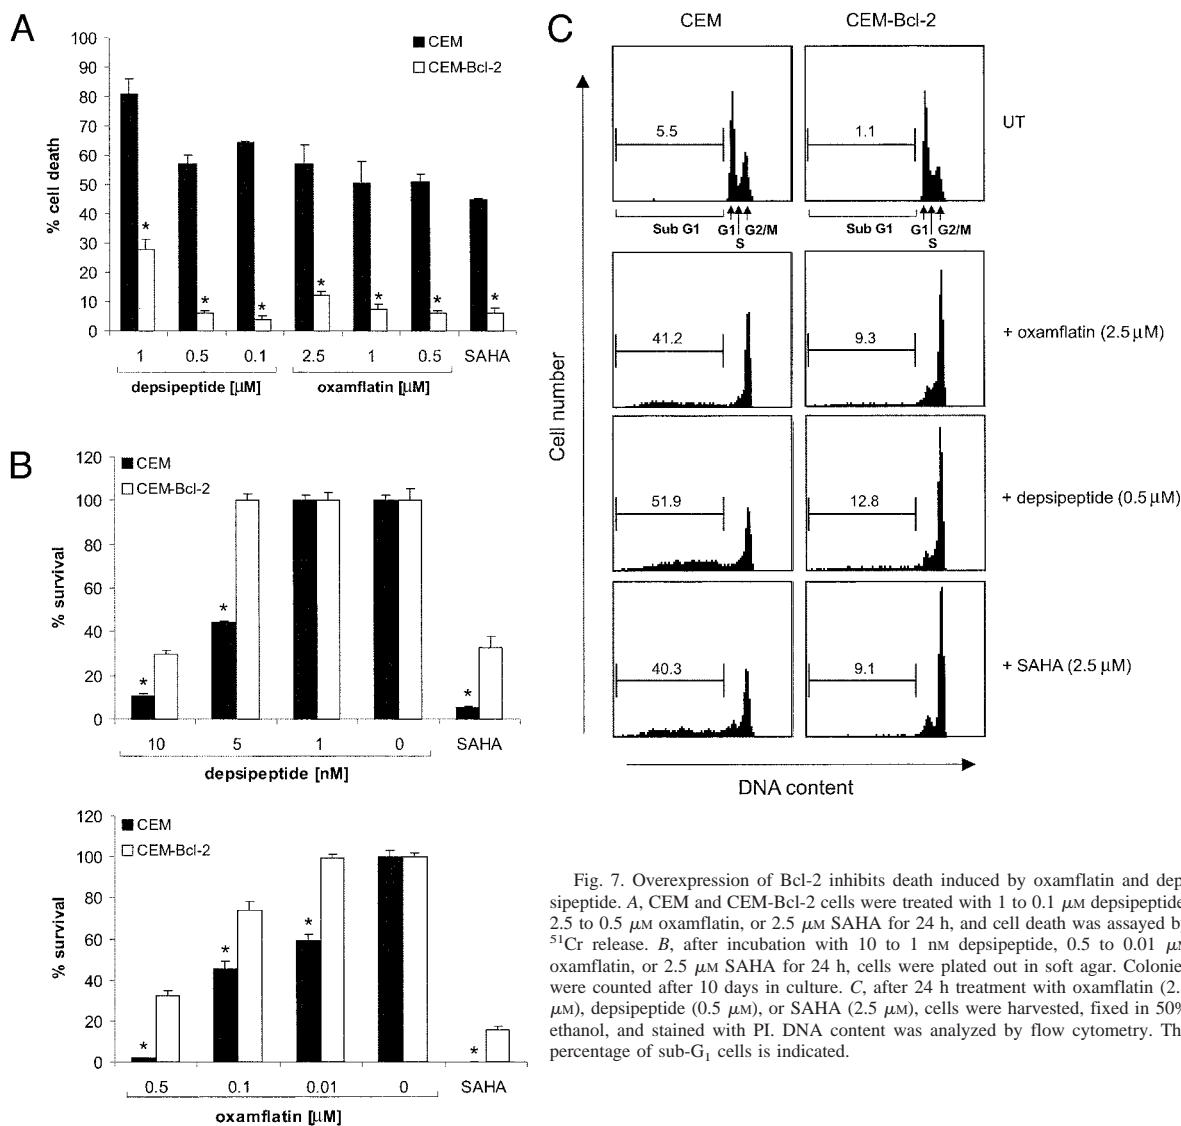 A
100
90
80
70
60
50
40
30
20
10
0
% cell death
CEM
CEM-Bcl-2
* * * * * * *
1 0.5 0.1 2.5 1 0.5 SAHA
depsipeptide [µM] oxamflatin [µM]
B
120
100
80
60
40
20
0
% survival
CEM
CEM-Bcl-2
* * *
10 5 1 0 SAHA
depsipeptide [nM]
120
100
80
60
40
20
0
% survival
CEM
CEM-Bcl-2
* * * *
0.5 0.1 0.01 0 SAHA
oxamflatin [µM]
C
CEM CEM-Bcl-2
5.5 1.1 UT
Sub G1 G1 G2/M Sub G1 G1 G2/M
S S
41.2 9.3 + oxamflatin (2.5 µM)
51.9 12.8 + depsipeptide (0.5 µM)
40.3 9.1 + SAHA (2.5 µM)
Cell number
DNA content
Fig. 7. Overexpression of Bcl-2 inhibits death induced by oxamflatin and dep
sipeptide. A, CEM and CEM-Bcl-2 cells were treated with 1 to 0.1 µM depsipeptide
2.5 to 0.5 µM oxamflatin, or 2.5 µM SAHA for 24 h, and cell death was assayed b
51Cr release. B, after incubation with 10 to 1 nM depsipeptide, 0.5 to 0.01 µM
oxamflatin, or 2.5 µM SAHA for 24 h, cells were plated out in soft agar. Colonie
were counted after 10 days in culture. C, after 24 h treatment with oxamflatin (2.
µM), depsipeptide (0.5 µM), or SAHA (2.5 µM), cells were harvested, fixed in 50%
ethanol, and stained with PI. DNA content was analyzed by flow cytometry. Th
percentage of sub-G1 cells is indicated.